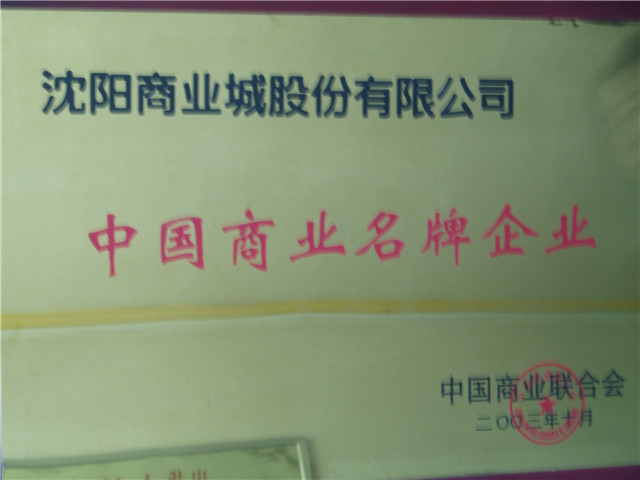 沈阳商业城股份有限公司
中国商业名牌企业
中国商业联合会
二〇〇三年十月